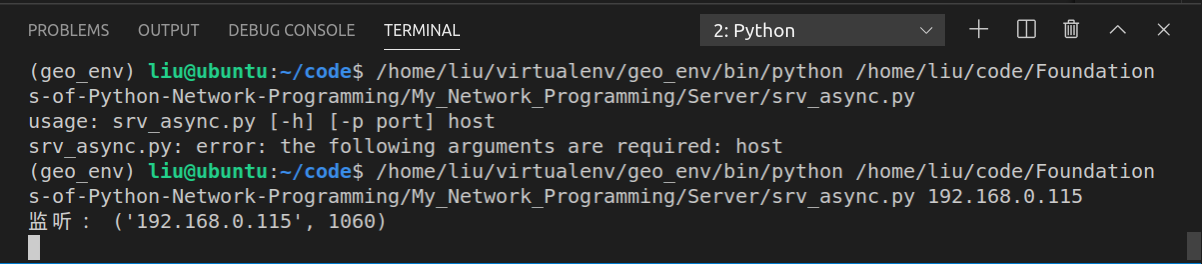 PROBLEMS OUTPUT DEBUG CONSOLE TERMINAL 2: Python
(geo_env) liu@ubuntu:~/code$ /home/liu/virtualenv/geo_env/bin/python /home/liu/code/Foundation
s-of-Python-Network-Programming/My_Network_Programming/Server/srv_async.py
usage: srv_async.py [-h] [-p port] host
srv_async.py: error: the following arguments are required: host
(geo_env) liu@ubuntu:~/code$ /home/liu/virtualenv/geo_env/bin/python /home/liu/code/Foundation
s-of-Python-Network-Programming/My_Network_Programming/Server/srv_async.py 192.168.0.115
监听： ('192.168.0.115', 1060)